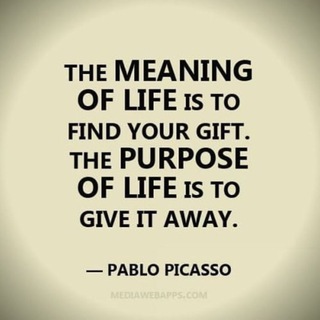 THE MEANING
OF LIFE IS TO
FIND YOUR GIFT.
THE PURPOSE
OF LIFE IS TO
GIVE IT AWAY.
— PABLO PICASSO
MEDIAWEBAPPS.COM